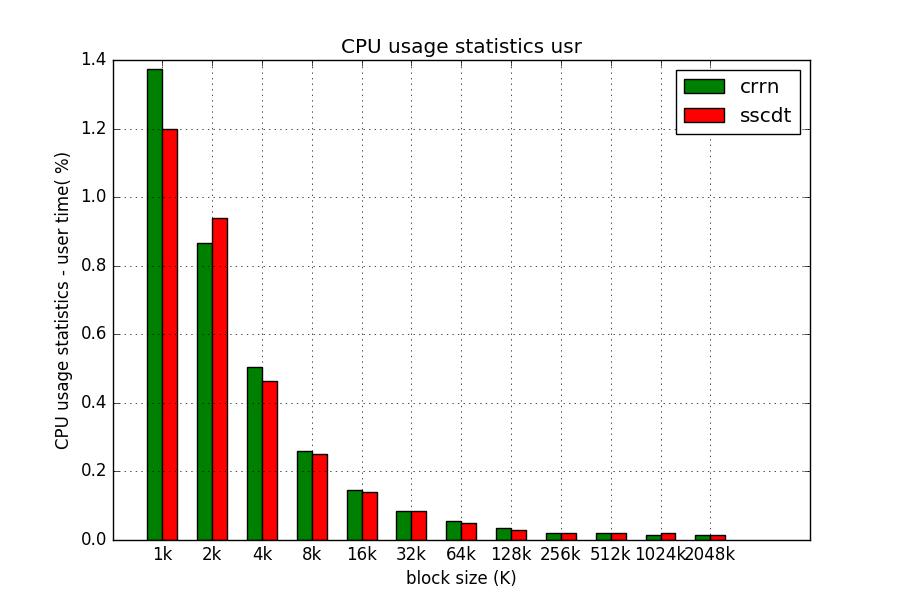 CPU usage statistics usr
crrn
sscdt
CPU usage statistics - user time( %)
1.4
1.2
1.0
0.8
0.6
0.4
0.2
0.0
1k 2k 4k 8k 16k 32k 64k 128k 256k 512k 1024k 2048k
block size (K)